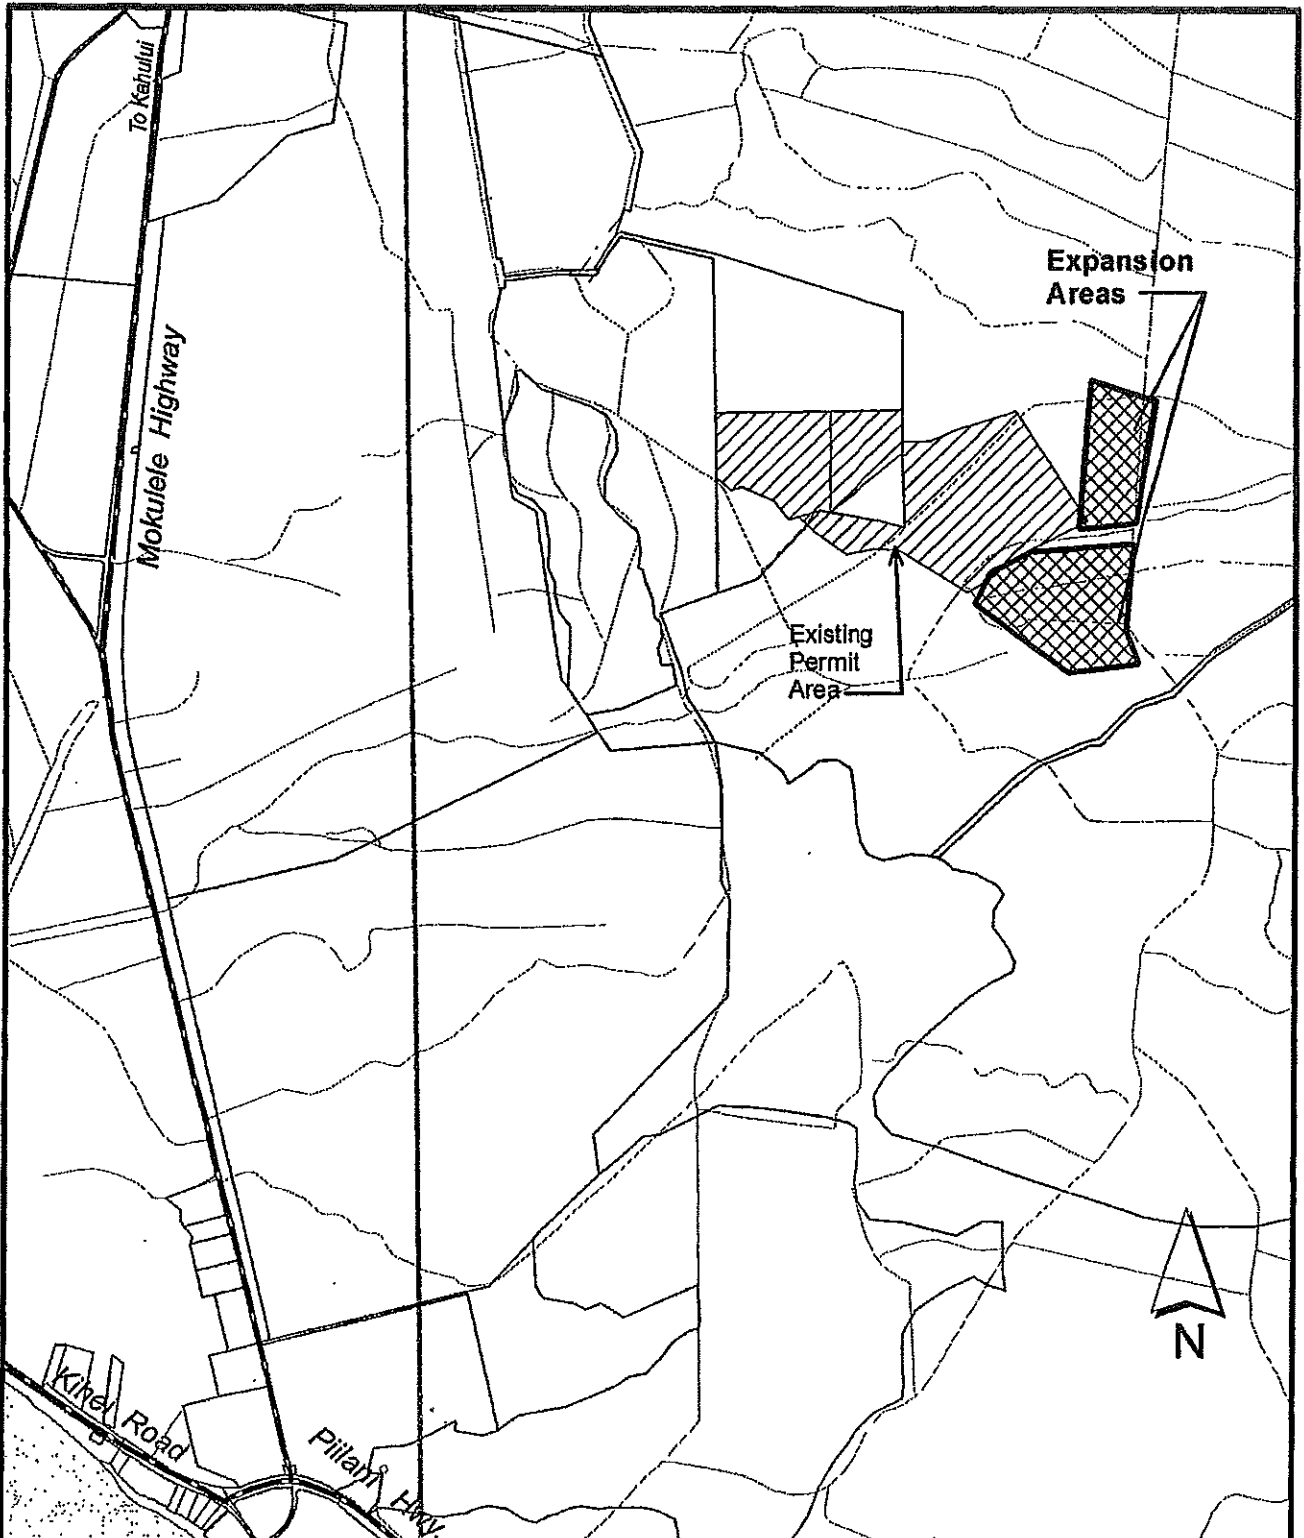 To Kahului
Mokulele Highway
Expansion
Areas
Existing
Permit
Area
N
Kihei Road
Piilani Hwy.